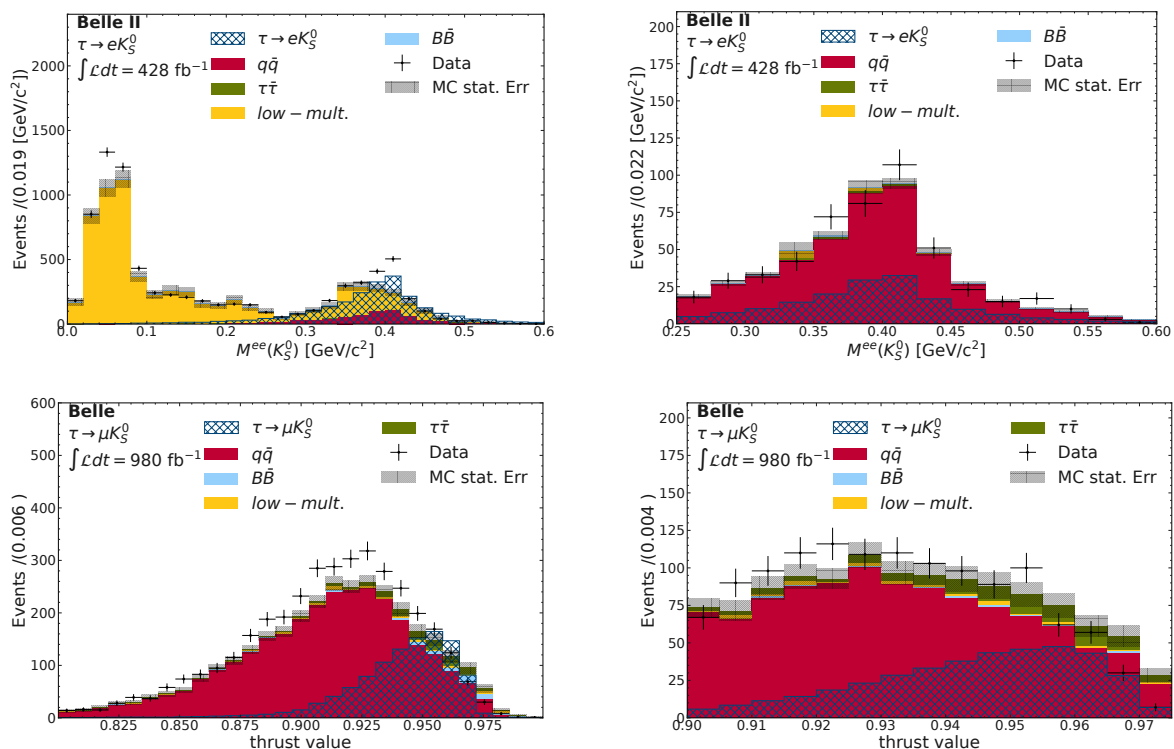 Belle II
τ → eK_S^0
∫ℒdt = 428 fb⁻¹
τ → eK_S^0
qq̄
ττ̄
low − mult.
BB̄
Data
MC stat. Err
Events /(0.019 [GeV/c²])
2000
1500
1000
500
0
0.0 0.1 0.2 0.3 0.4 0.5 0.6
M^{ee}(K_S^0) [GeV/c²]
Belle II
τ → eK_S^0
∫ℒdt = 428 fb⁻¹
τ → eK_S^0
qq̄
ττ̄
low − mult.
BB̄
Data
MC stat. Err
Events /(0.022 [GeV/c²])
200
175
150
125
100
75
50
25
0
0.25 0.30 0.35 0.40 0.45 0.50 0.55 0.60
M^{ee}(K_S^0) [GeV/c²]
Belle
τ → μK_S^0
∫ℒdt = 980 fb⁻¹
τ → μK_S^0
qq̄
BB̄
low − mult.
ττ̄
Data
MC stat. Err
Events /(0.006 )
600
500
400
300
200
100
0
0.825 0.850 0.875 0.900 0.925 0.950 0.975
thrust value
Belle
τ → μK_S^0
∫ℒdt = 980 fb⁻¹
τ → μK_S^0
qq̄
BB̄
low − mult.
ττ̄
Data
MC stat. Err
Events /(0.004 )
200
175
150
125
100
75
50
25
0
0.90 0.91 0.92 0.93 0.94 0.95 0.96 0.97
thrust value